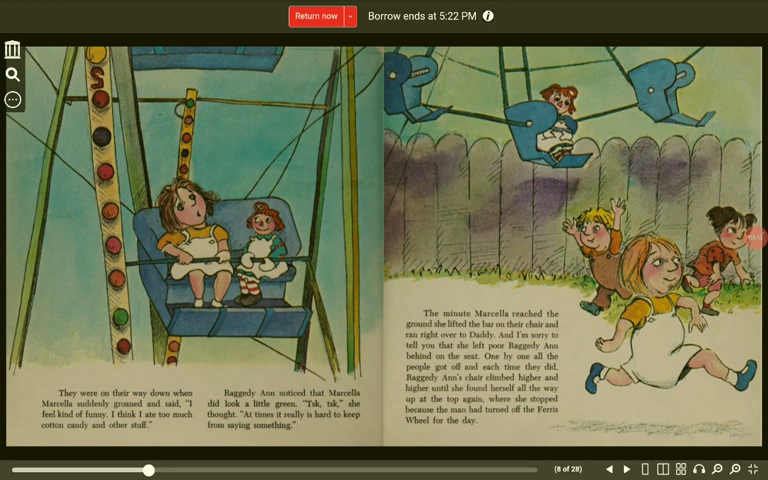 Return now
Borrow ends at 5:22 PM
They were on their way down when
Marcella suddenly groaned and said, "I
feel kind of funny. I think I ate too much
cotton candy and other stuff."
Raggedy Ann noticed that Marcella
did look a little green. "Tsk, tsk," she
thought. "At times it really is hard to keep
from saying something."
The minute Marcella reached the
ground she lifted the bar on their chair and
ran right over to Daddy. And I'm sorry to
tell you that she left poor Raggedy Ann
behind on the seat. One by one all the
people got off and each time they did,
Raggedy Ann's chair climbed higher and
higher until she found herself all the way
up at the top again, where she stopped
because the man had turned off the Ferris
Wheel for the day.
(8 of 28)